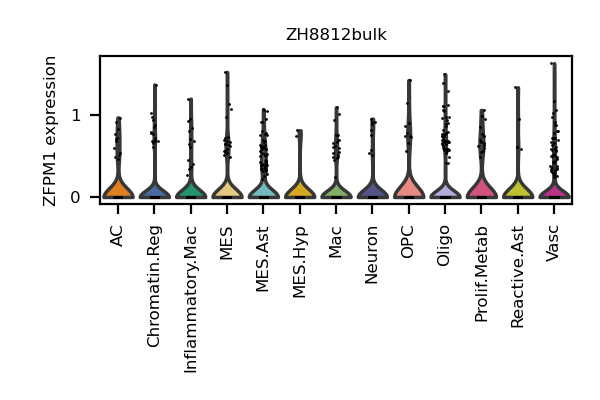 ZH8812bulk
ZFPM1 expression
1
0
AC
Chromatin.Reg
Inflammatory.Mac
MES
MES.Ast
MES.Hyp
Mac
Neuron
OPC
Oligo
Prolif.Metab
Reactive.Ast
Vasc